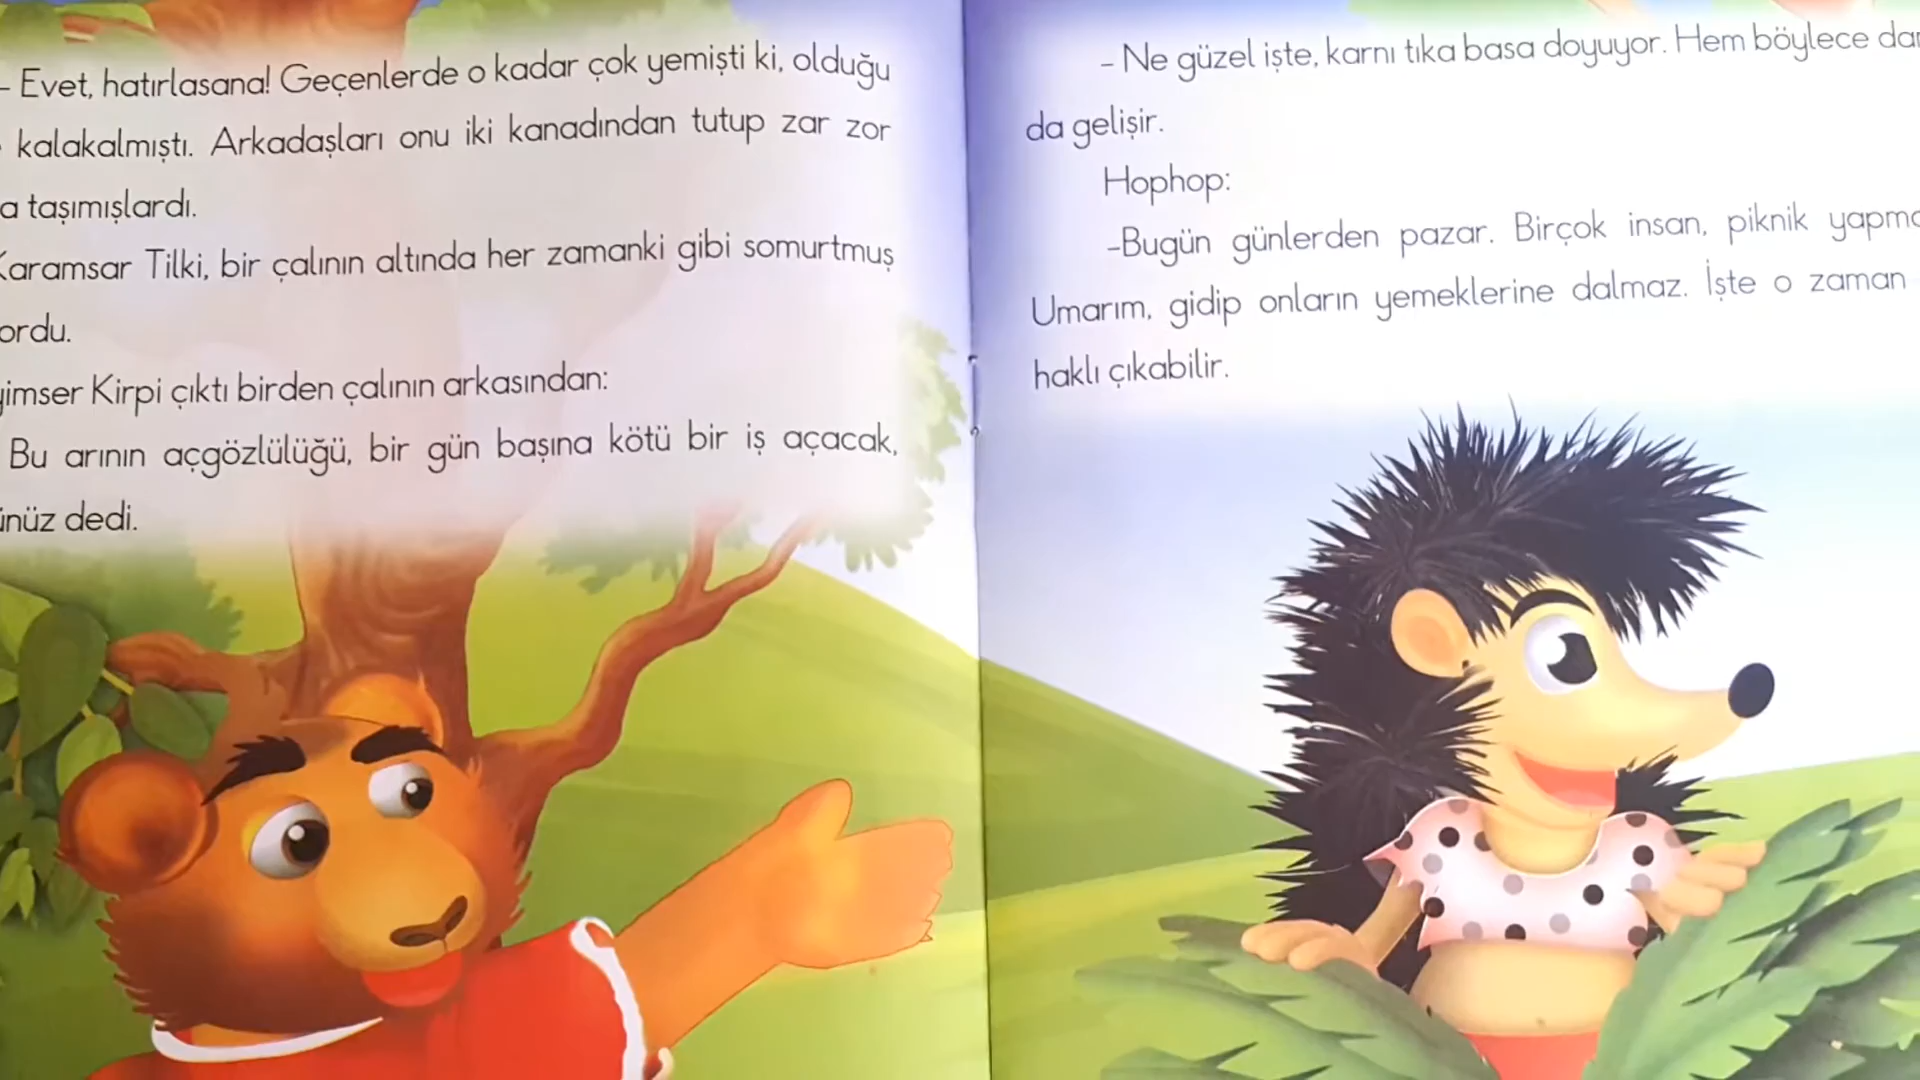 - Evet, hatırlasana! Geçenlerde o kadar çok yemişti ki, olduğu
kalakalmıştı. Arkadaşları onu iki kanadından tutup zar zor
a taşımışlardı.
Karamsar Tilki, bir çalının altında her zamanki gibi somurtmuş
ordu.
yimser Kirpi çıktı birden çalının arkasından:
Bu arının açgözlülüğü, bir gün başına kötü bir iş açacak,
ünüz dedi.
- Ne güzel işte, karnı tıka basa doyuyor. Hem böylece
da gelişir.
Hophop:
-Bugün günlerden pazar. Birçok insan, piknik
Umarım, gidip onların yemeklerine dalmaz. İşte o zaman
haklı çıkabilir.